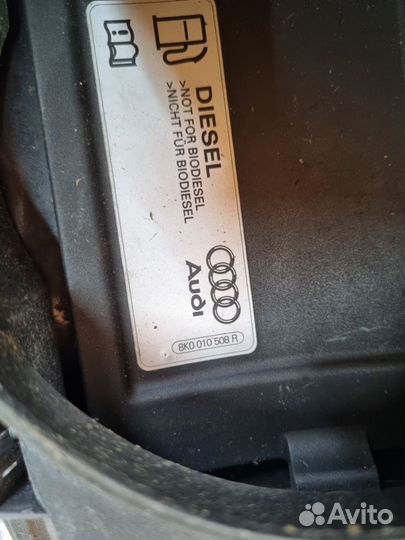 DIESEL
>NOT FOR BIODIESEL
>NICHT FÜR BIODIESEL
Audi
8K0 010 508 R
Avito